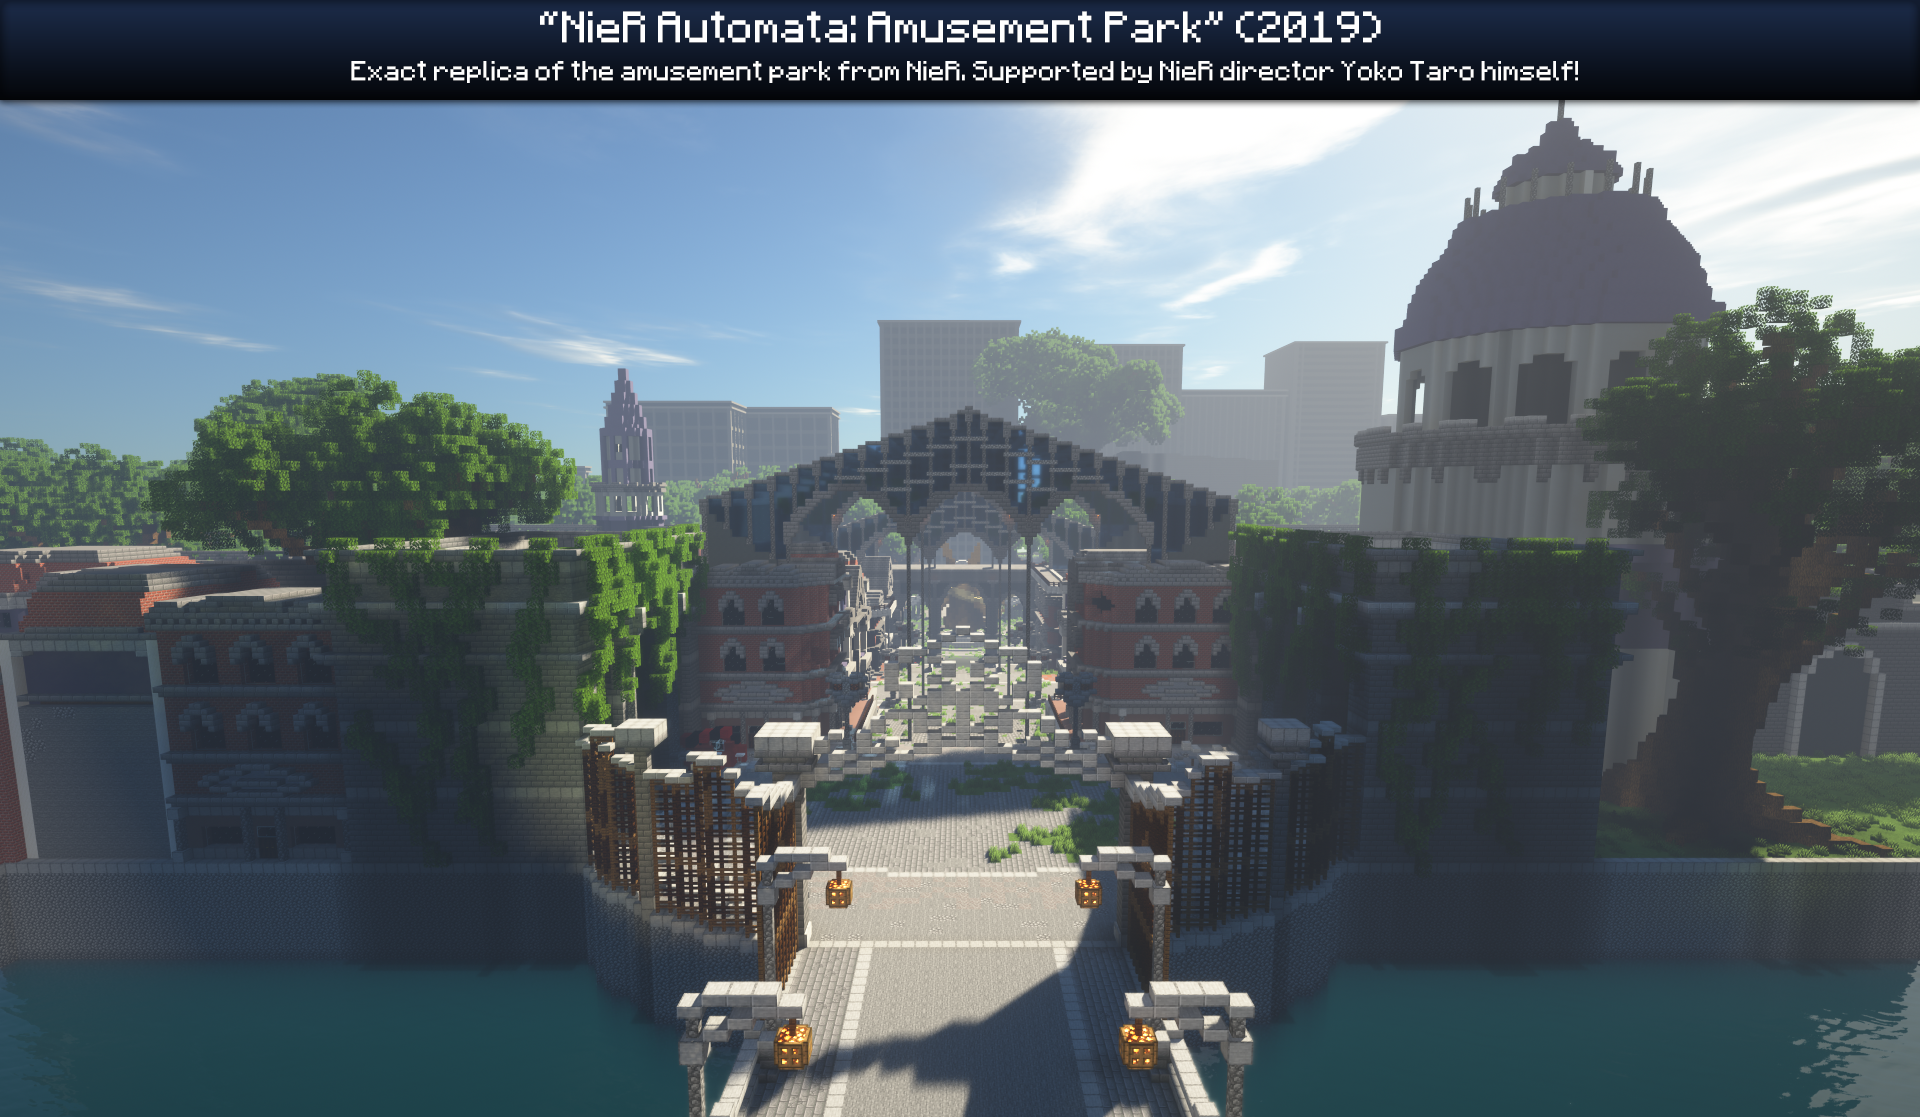 "NieR Automata: Amusement Park" (2019)
Exact replica of the amusement park from NieR. Supported by NieR director Yoko Taro himself!